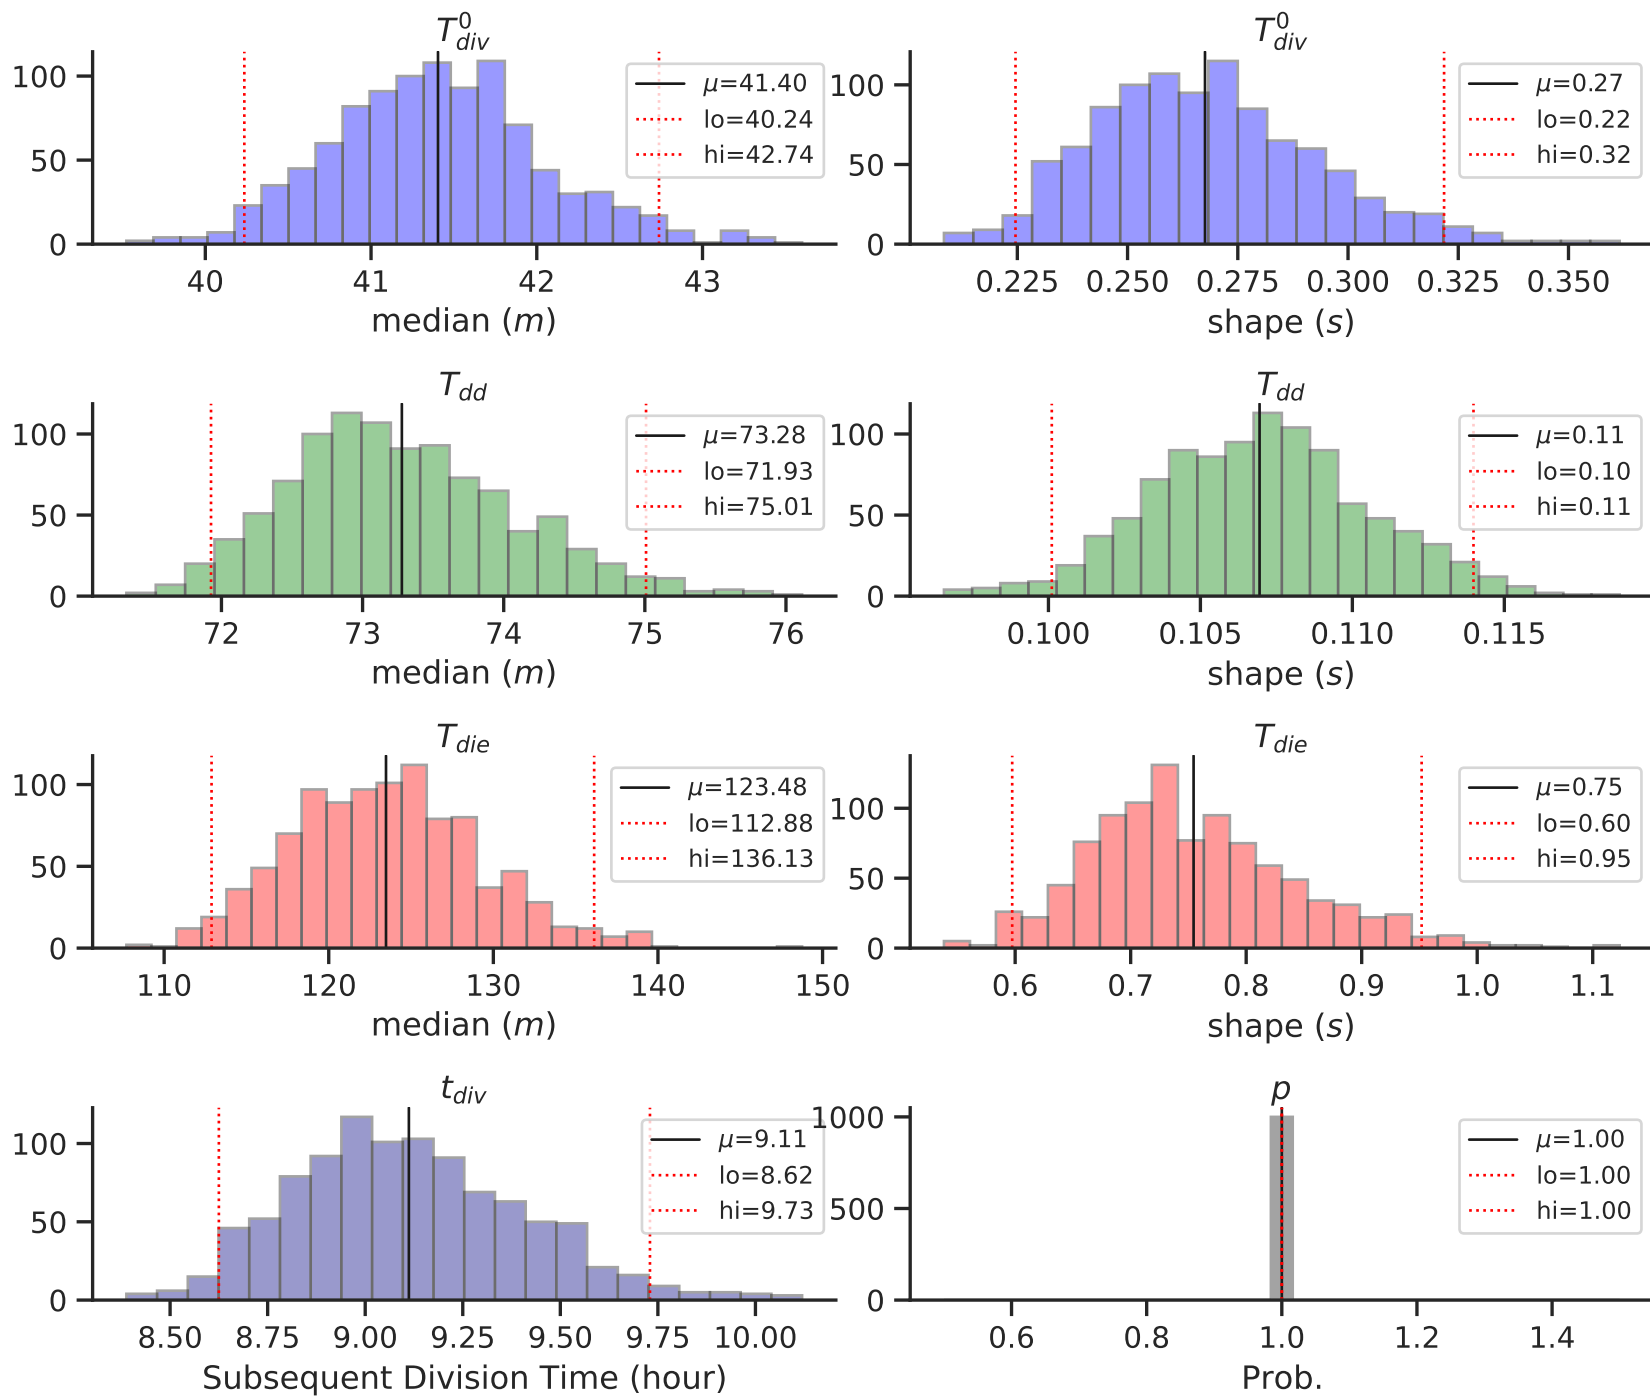 T⁰div
100
50
0
μ=41.40
lo=40.24
hi=42.74
40 41 42 43
median (m)
T⁰div
100
50
0
μ=0.27
lo=0.22
hi=0.32
0.225 0.250 0.275 0.300 0.325 0.350
shape (s)
Tdd
100
50
0
μ=73.28
lo=71.93
hi=75.01
72 73 74 75 76
median (m)
Tdd
100
50
0
μ=0.11
lo=0.10
hi=0.11
0.100 0.105 0.110 0.115
shape (s)
Tdie
100
50
0
μ=123.48
lo=112.88
hi=136.13
110 120 130 140 150
median (m)
Tdie
100
50
0
μ=0.75
lo=0.60
hi=0.95
0.6 0.7 0.8 0.9 1.0 1.1
shape (s)
tdiv
100
50
0
μ=9.11
lo=8.62
hi=9.73
8.50 8.75 9.00 9.25 9.50 9.75 10.00
Subsequent Division Time (hour)
p
1000
500
0
μ=1.00
lo=1.00
hi=1.00
0.6 0.8 1.0 1.2 1.4
Prob.